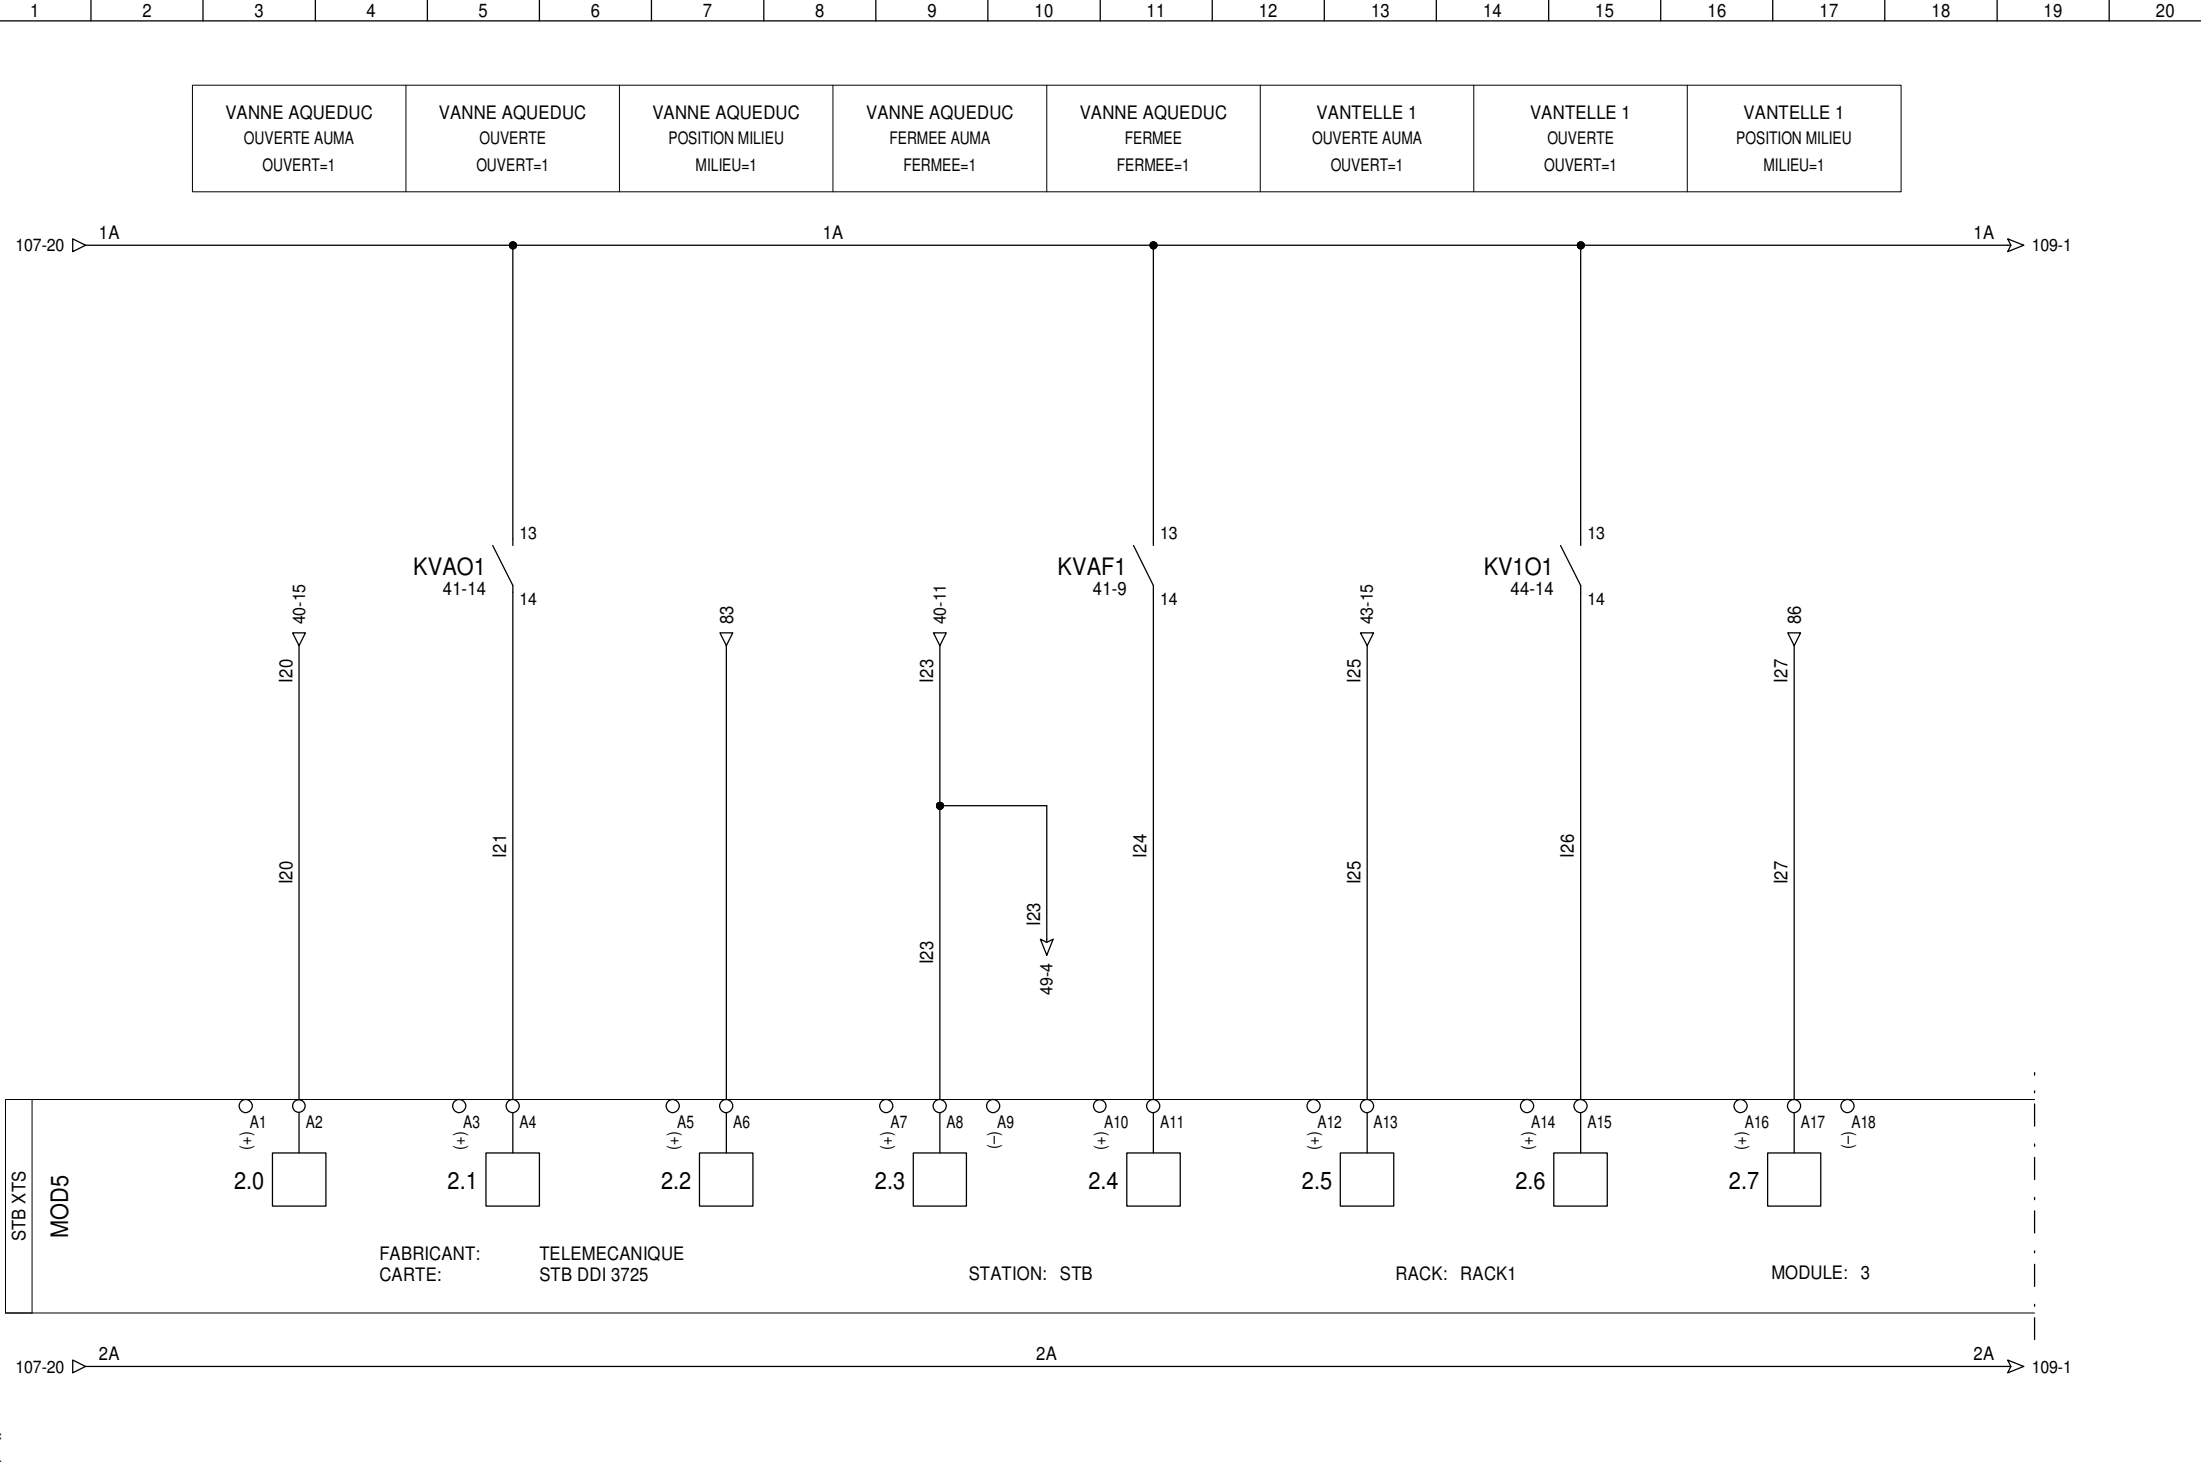 1 2 3 4 5 6 7 8 9 10 11 12 13 14 15 16 17 18 19 20
VANNE AQUEDUC
OUVERTE AUMA
OUVERT=1
VANNE AQUEDUC
OUVERTE
OUVERT=1
VANNE AQUEDUC
POSITION MILIEU
MILIEU=1
VANNE AQUEDUC
FERMEE AUMA
FERMEE=1
VANNE AQUEDUC
FERMEE
FERMEE=1
VANTELLE 1
OUVERTE AUMA
OUVERT=1
VANTELLE 1
OUVERTE
OUVERT=1
VANTELLE 1
POSITION MILIEU
MILIEU=1
107-20 1A 1A 1A 109-1
13 13 13
KVAO1 KVAF1 KV1O1
41-14 41-9 44-14
14 14 14
40-15 83 40-11 43-15 86
I20 I23 I25 I27
I20 I21 I24 I25 I26 I27
I23 I23
49-4
A1 A2 A3 A4 A5 A6 A7 A8 A9 A10 A11 A12 A13 A14 A15 A16 A17 A18
(+) (+) (+) (+) (-) (+) (+) (+) (+) (-)
2.0 2.1 2.2 2.3 2.4 2.5 2.6 2.7
STB XTS
MOD5
FABRICANT: TELEMECANIQUE
CARTE: STB DDI 3725
STATION: STB
RACK: RACK1
MODULE: 3
107-20 2A 2A 2A 109-1